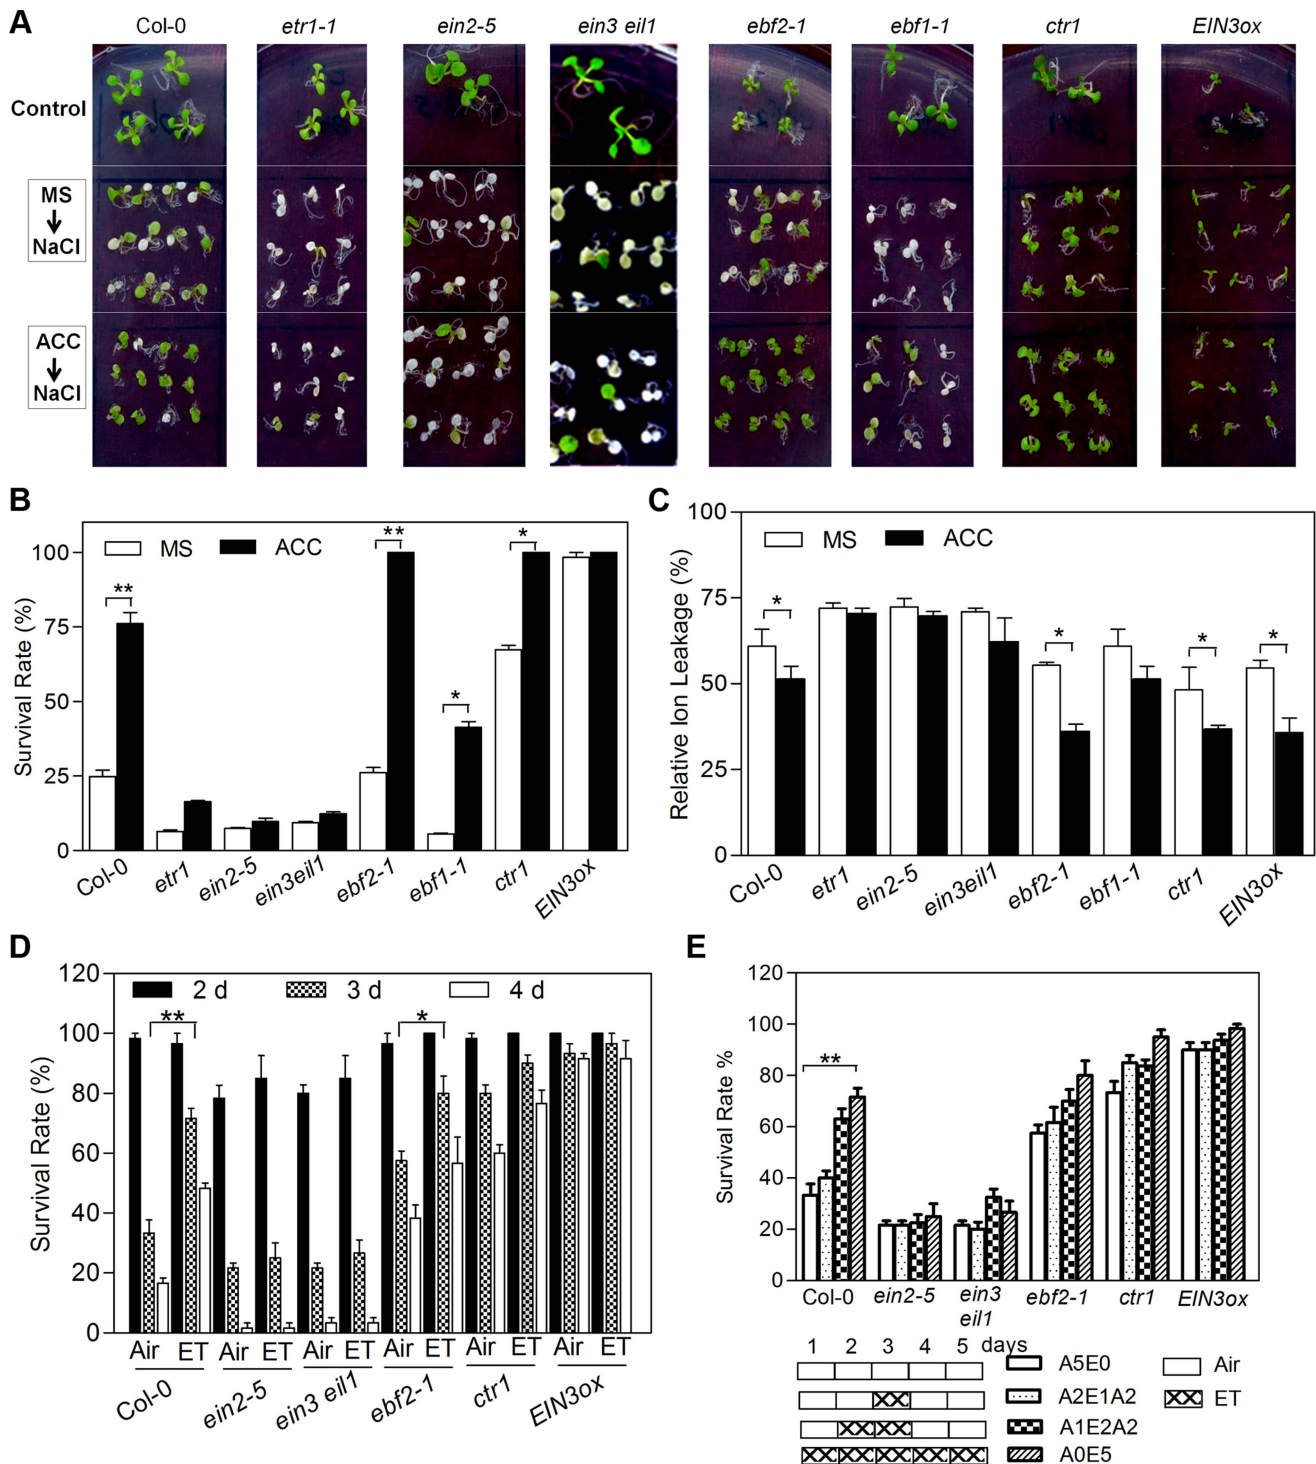 A
Col-0 etr1-1 ein2-5 ein3 eil1 ebf2-1 ebf1-1 ctr1 EIN3ox
Control
MS
NaCl
ACC
NaCl
B
MS ACC
** ** * *
Survival Rate (%)
100
75
50
25
0
Col-0 etr1 ein2-5 ein3eil1 ebf2-1 ebf1-1 ctr1 EIN3ox
C
MS ACC
* * * *
Relative Ion Leakage (%)
100
75
50
25
0
Col-0 etr1 ein2-5 ein3eil1 ebf2-1 ebf1-1 ctr1 EIN3ox
D
2 d 3 d 4 d
** *
Survival Rate (%)
120
100
80
60
40
20
0
Air ET Air ET Air ET Air ET Air ET Air ET
Col-0 ein2-5 ein3 eil1 ebf2-1 ctr1 EIN3ox
E
**
Survival Rate %
120
100
80
60
40
20
0
Col-0 ein2-5 ein3 ebf2-1 ctr1 EIN3ox
eil1
1 2 3 4 5 days
A5E0 Air
A2E1A2 ET
A1E2A2
A0E5